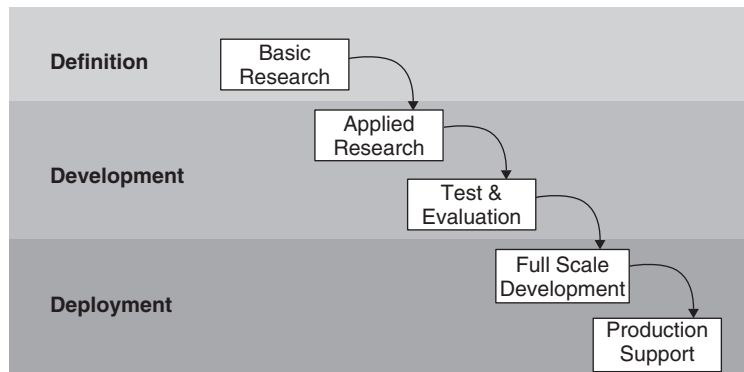 Definition
Basic
Research
Applied
Research
Development
Test &
Evaluation
Full Scale
Development
Deployment
Production
Support